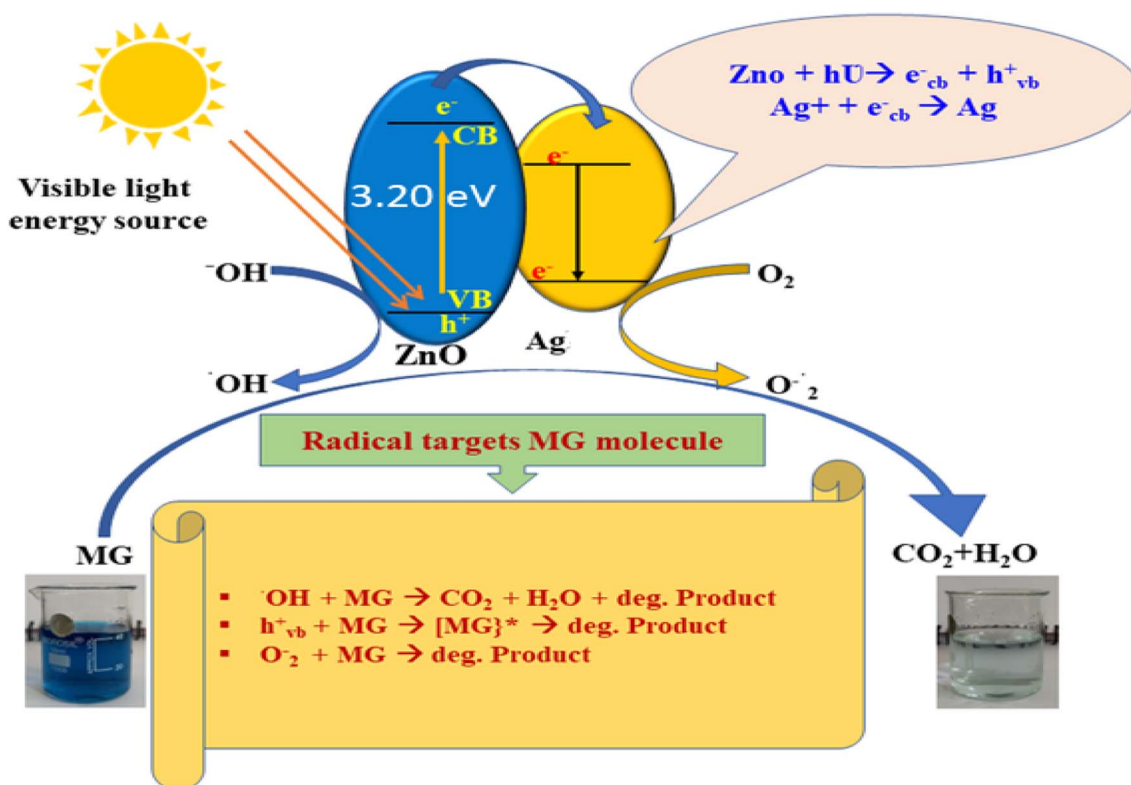 Zno + hʊ→ e⁻cb + h⁺vb
Ag+ + e⁻cb → Ag
e⁻
CB
e⁻
3.20 eV
Visible light
energy source
⁻OH
O₂
e⁻
VB
h⁺
ZnO
Ag
˙OH
O⁻˙₂
Radical targets MG molecule
MG
CO₂+H₂O
▪ ˙OH + MG → CO₂ + H₂O + deg. Product
▪ h⁺vb + MG → [MG}* → deg. Product
▪ O⁻₂ + MG → deg. Product